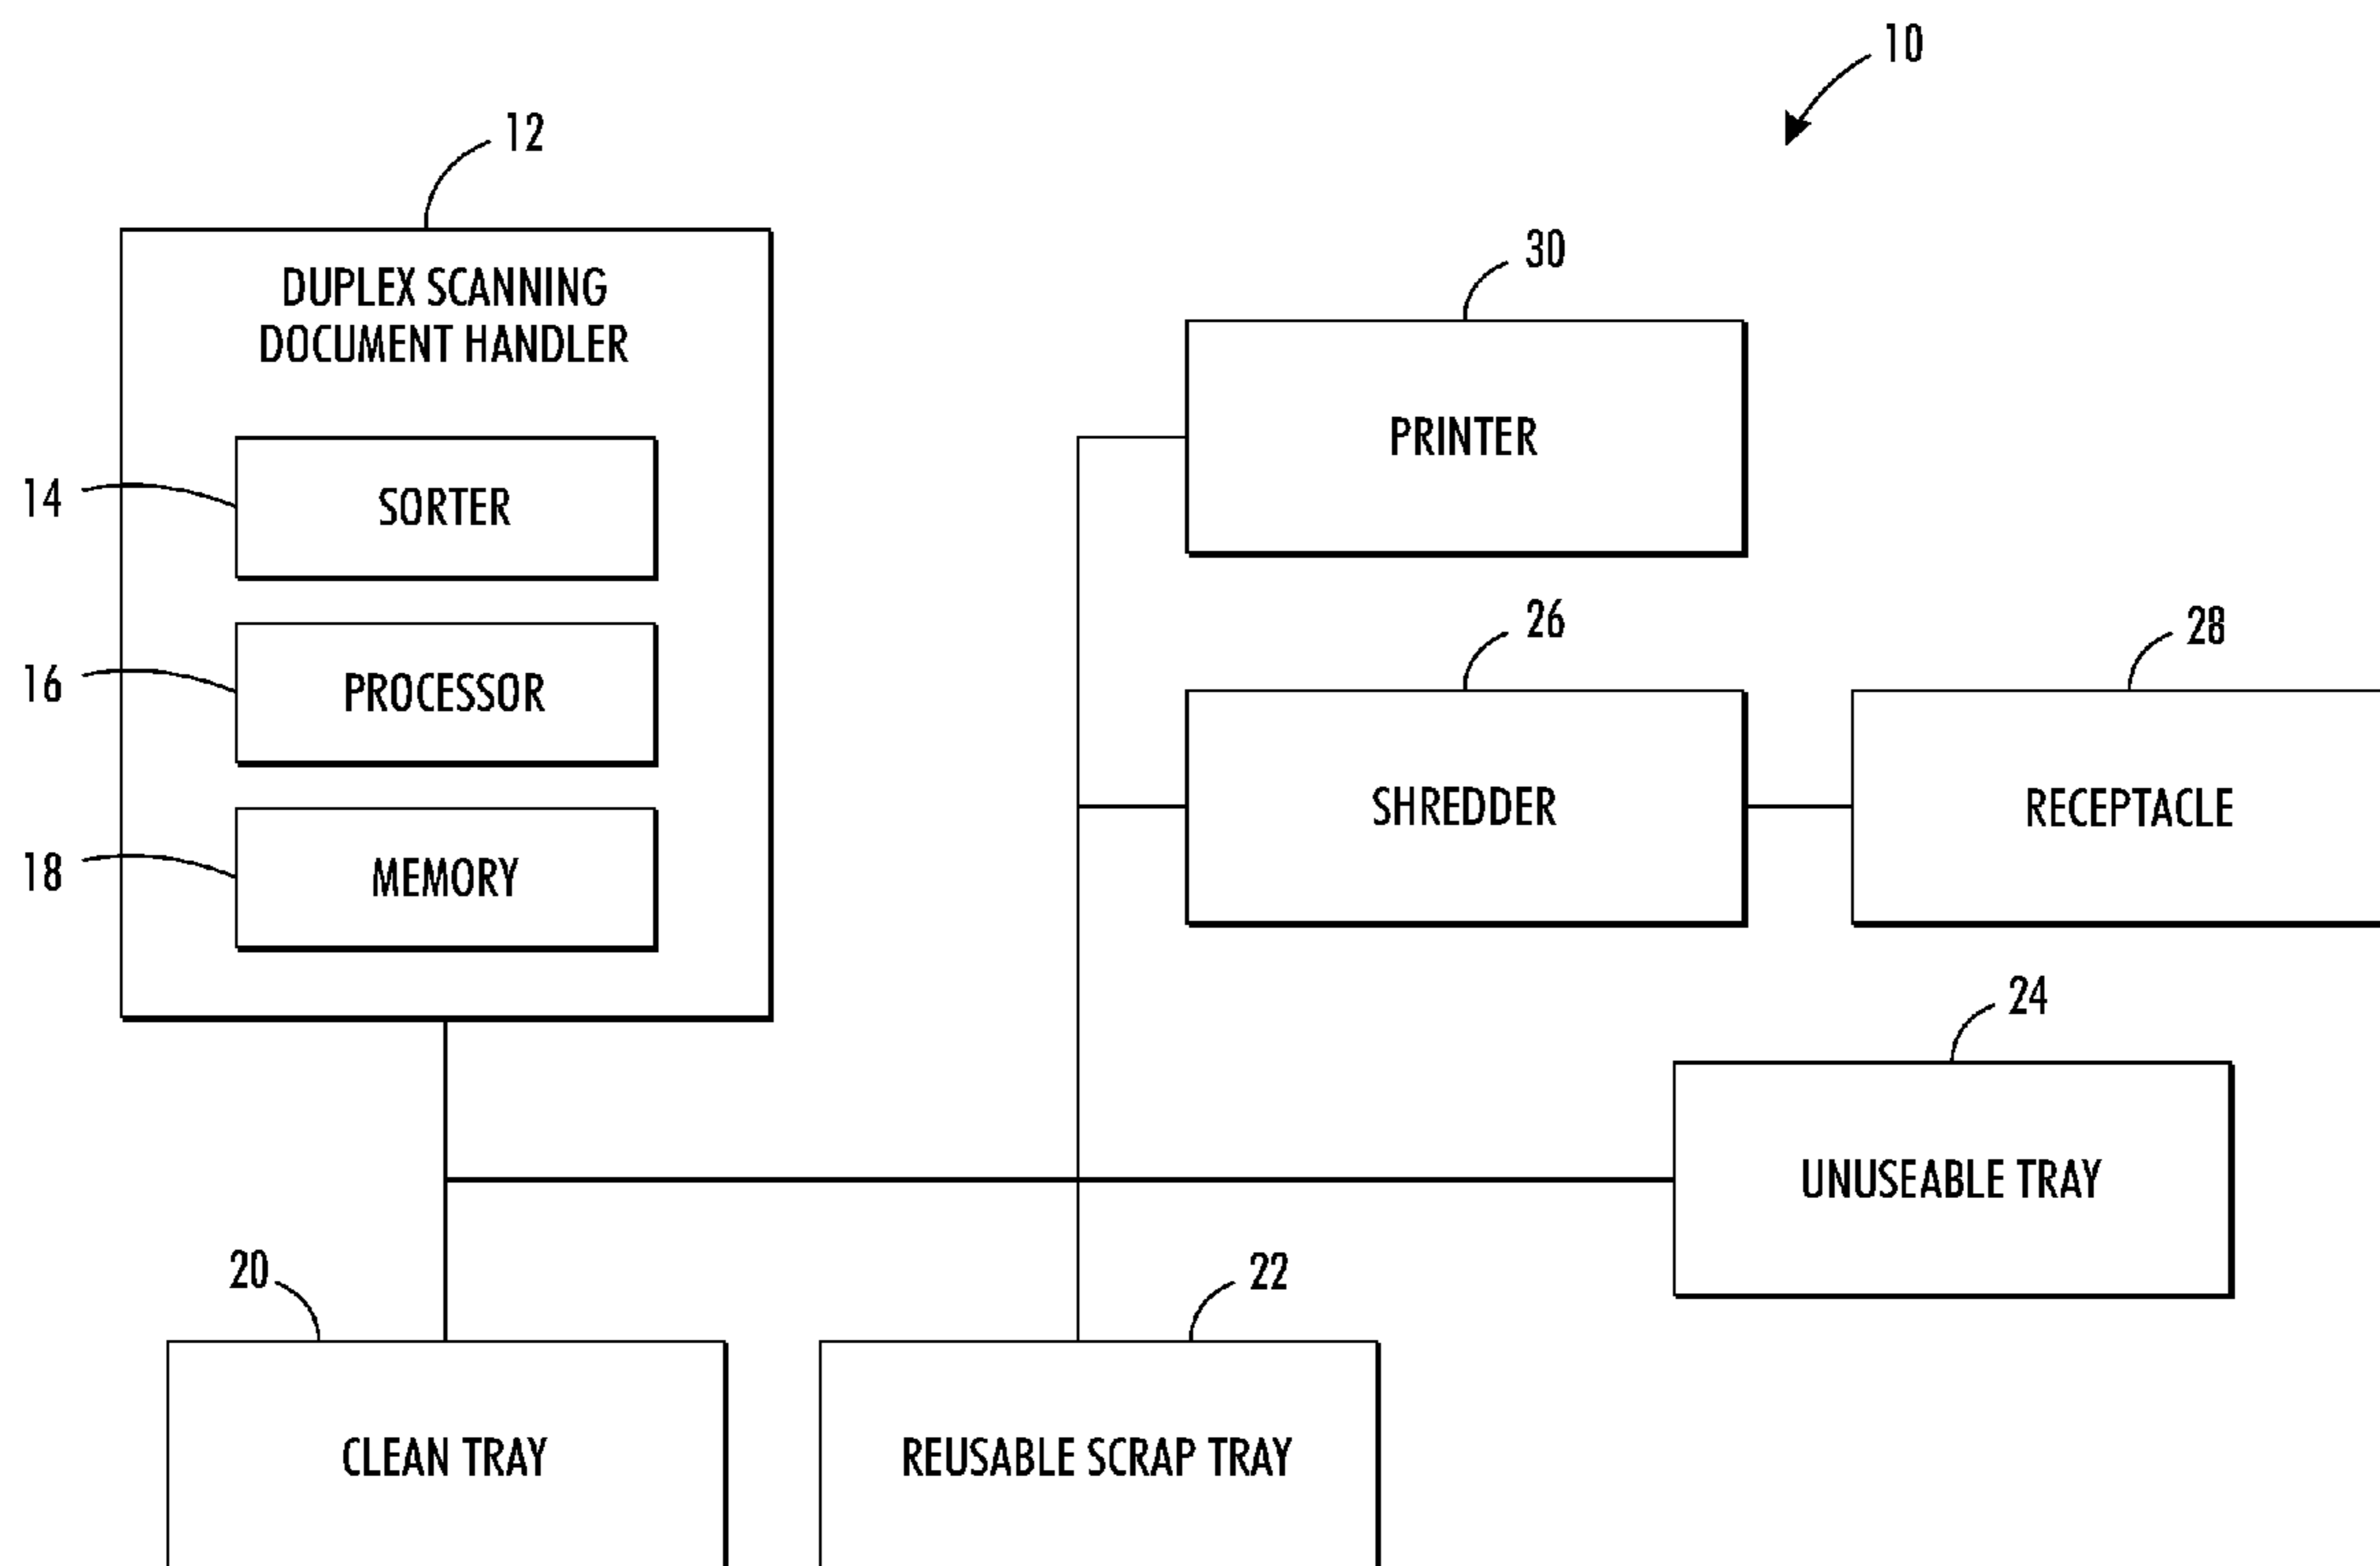 10
12
DUPLEX SCANNING
DOCUMENT HANDLER
30
14
SORTER
PRINTER
26
28
16
PROCESSOR
SHREDDER
RECEPTACLE
18
MEMORY
24
UNUSEABLE TRAY
20
22
CLEAN TRAY
REUSABLE SCRAP TRAY